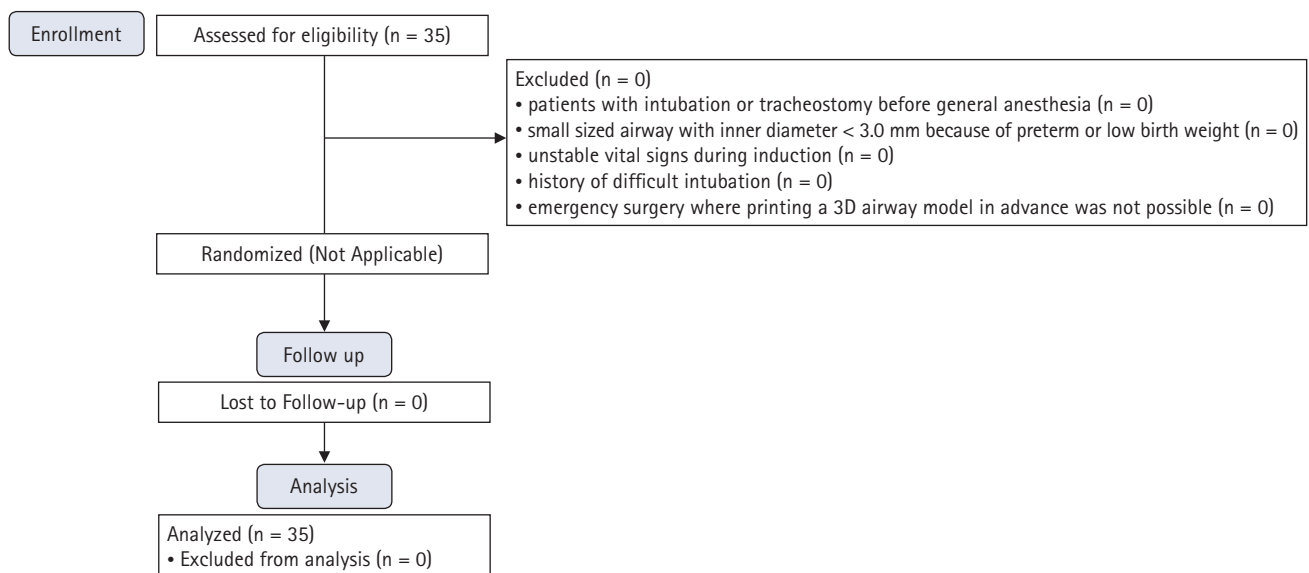 Enrollment
Assessed for eligibility (n = 35)
Excluded (n = 0)
• patients with intubation or tracheostomy before general anesthesia (n = 0)
• small sized airway with inner diameter < 3.0 mm because of preterm or low birth weight (n = 0)
• unstable vital signs during induction (n = 0)
• history of difficult intubation (n = 0)
• emergency surgery where printing a 3D airway model in advance was not possible (n = 0)
Randomized (Not Applicable)
Follow up
Lost to Follow-up (n = 0)
Analysis
Analyzed (n = 35)
• Excluded from analysis (n = 0)